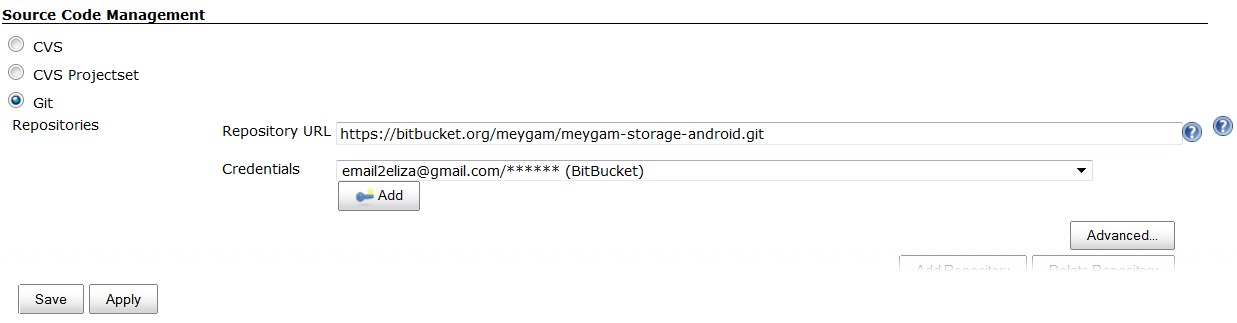 Source Code Management
CVS
CVS Projectset
Git
Repositories
Repository URL https://bitbucket.org/meygam/meygam-storage-android.git
Credentials email2eliza@gmail.com/****** (BitBucket)
Add
Advanced...
Add Repository Delete Repository
Save Apply